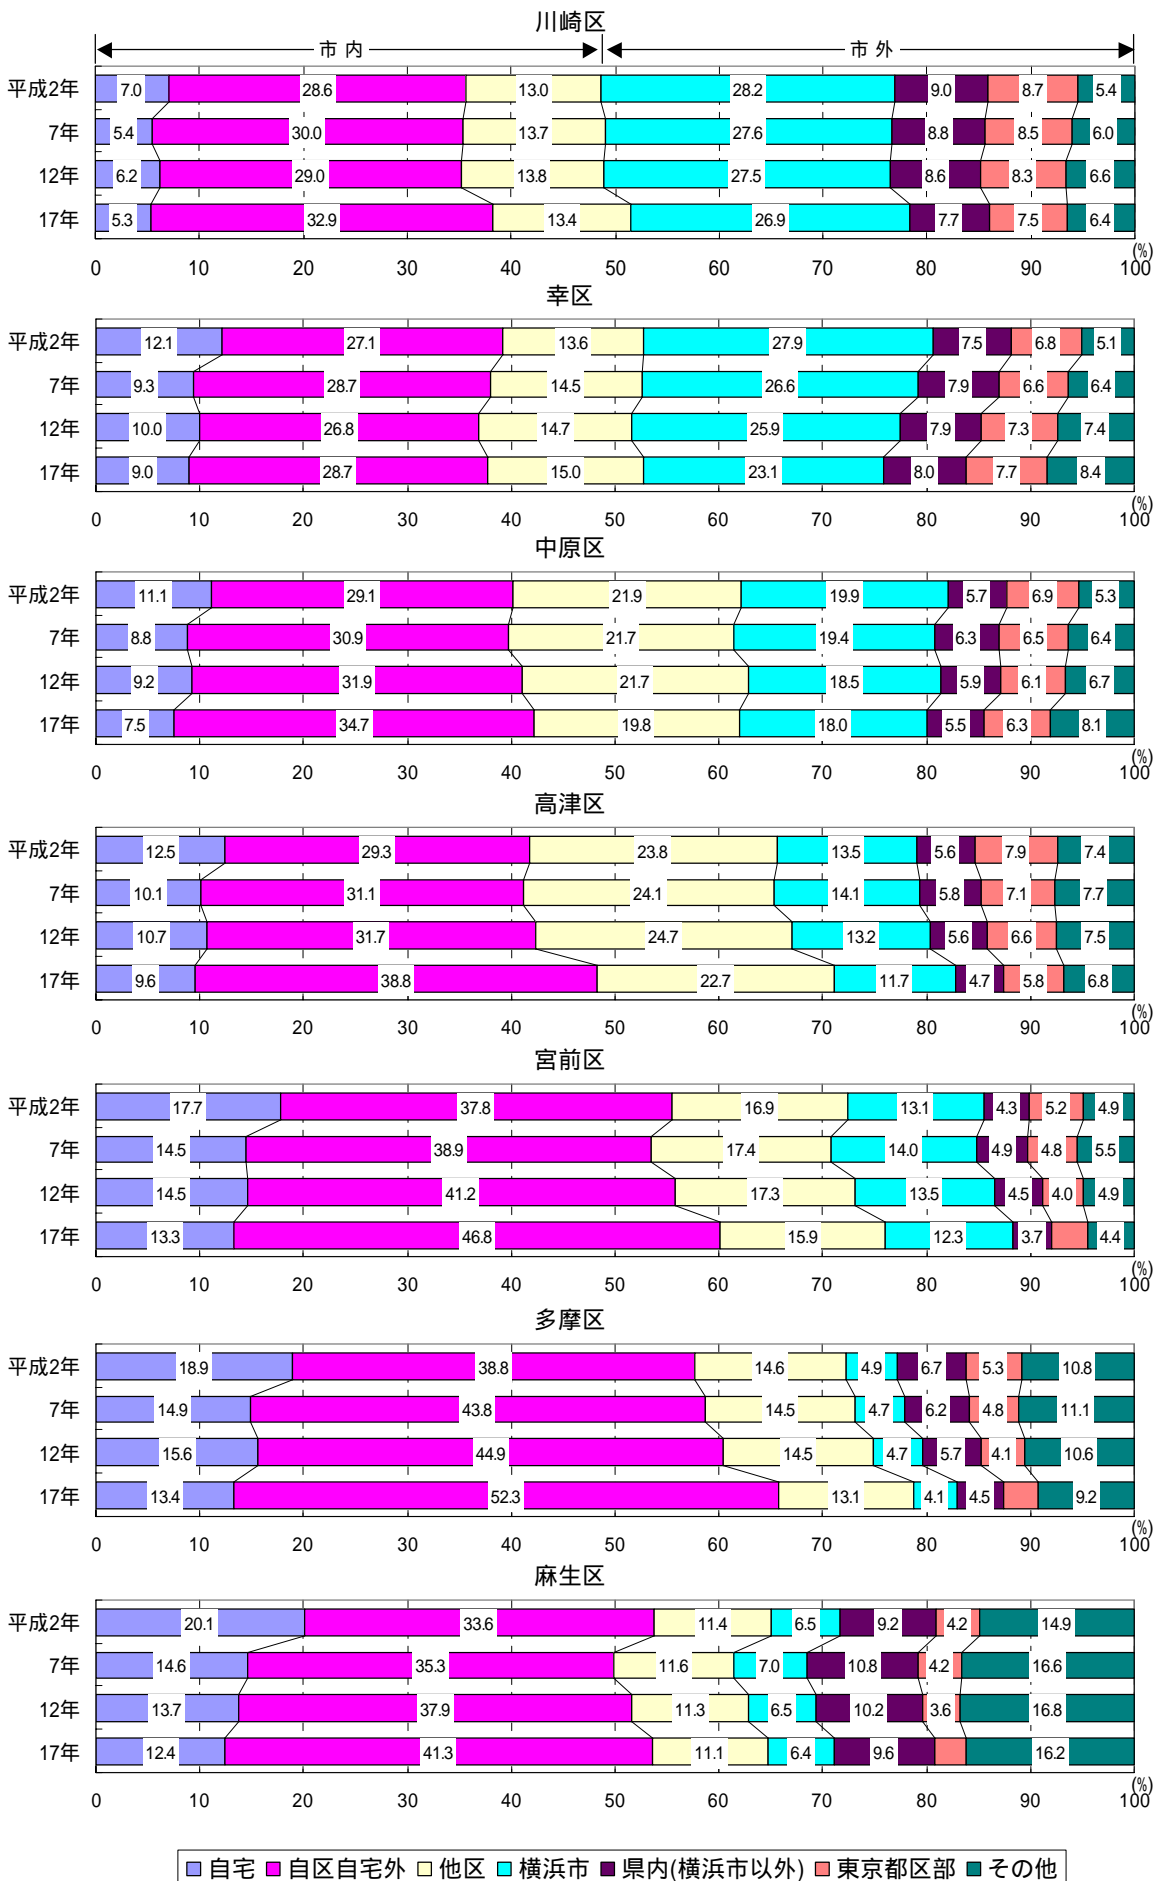 川崎区
市内 市外
平成2年 7.0 28.6 13.0 28.2 9.0 8.7 5.4
7年 5.4 30.0 13.7 27.6 8.8 8.5 6.0
12年 6.2 29.0 13.8 27.5 8.6 8.3 6.6
17年 5.3 32.9 13.4 26.9 7.7 7.5 6.4
(%)
0 10 20 30 40 50 60 70 80 90 100
幸区
平成2年 12.1 27.1 13.6 27.9 7.5 6.8 5.1
7年 9.3 28.7 14.5 26.6 7.9 6.6 6.4
12年 10.0 26.8 14.7 25.9 7.9 7.3 7.4
17年 9.0 28.7 15.0 23.1 8.0 7.7 8.4
(%)
0 10 20 30 40 50 60 70 80 90 100
中原区
平成2年 11.1 29.1 21.9 19.9 5.7 6.9 5.3
7年 8.8 30.9 21.7 19.4 6.3 6.5 6.4
12年 9.2 31.9 21.7 18.5 5.9 6.1 6.7
17年 7.5 34.7 19.8 18.0 5.5 6.3 8.1
(%)
0 10 20 30 40 50 60 70 80 90 100
高津区
平成2年 12.5 29.3 23.8 13.5 5.6 7.9 7.4
7年 10.1 31.1 24.1 14.1 5.8 7.1 7.7
12年 10.7 31.7 24.7 13.2 5.6 6.6 7.5
17年 9.6 38.8 22.7 11.7 4.7 5.8 6.8
(%)
0 10 20 30 40 50 60 70 80 90 100
宮前区
平成2年 17.7 37.8 16.9 13.1 4.3 5.2 4.9
7年 14.5 38.9 17.4 14.0 4.9 4.8 5.5
12年 14.5 41.2 17.3 13.5 4.5 4.0 4.9
17年 13.3 46.8 15.9 12.3 3.7 4.4
(%)
0 10 20 30 40 50 60 70 80 90 100
多摩区
平成2年 18.9 38.8 14.6 4.9 6.7 5.3 10.8
7年 14.9 43.8 14.5 4.7 6.2 4.8 11.1
12年 15.6 44.9 14.5 4.7 5.7 4.1 10.6
17年 13.4 52.3 13.1 4.1 4.5 9.2
(%)
0 10 20 30 40 50 60 70 80 90 100
麻生区
平成2年 20.1 33.6 11.4 6.5 9.2 4.2 14.9
7年 14.6 35.3 11.6 7.0 10.8 4.2 16.6
12年 13.7 37.9 11.3 6.5 10.2 3.6 16.8
17年 12.4 41.3 11.1 6.4 9.6 16.2
(%)
0 10 20 30 40 50 60 70 80 90 100
自宅 自区自宅外 他区 横浜市 県内(横浜市以外) 東京都区部 その他